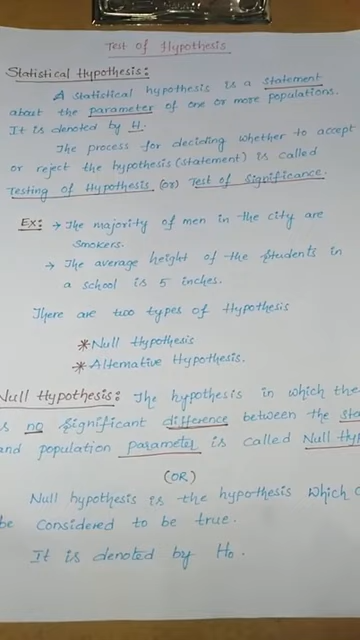 Test of Hypothesis
Statistical Hypothesis:
A statistical hypothesis is a statement
about the parameter of one or more populations.
It is denoted by H.
The process for deciding whether to accept
or reject the hypothesis (statement) is called
Testing of Hypothesis (or) Test of Significance.
Ex: → The majority of men in the city are
smokers.
→ The average height of the students in
a school is 5 inches.
There are two types of Hypothesis
* Null Hypothesis
* Alternative Hypothesis.
Null Hypothesis: The hypothesis in which the
no significant difference between the
and population parameter is called Null
(OR)
Null hypothesis is the hypothesis which
be considered to be true.
It is denoted by H₀.